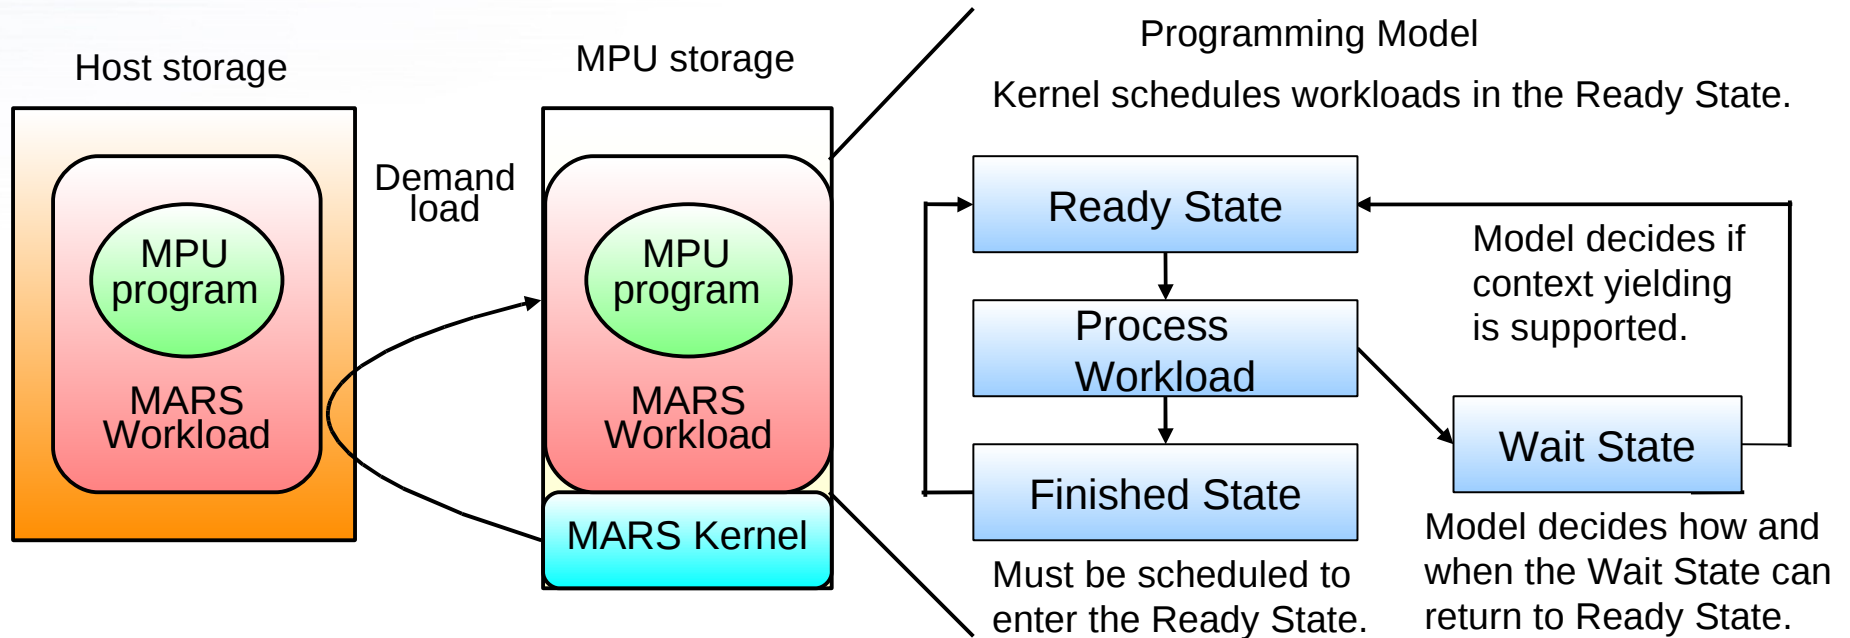 Host storage
MPU
program
MARS
Workload
Demand
load
MPU storage
MPU
program
MARS
Workload
MARS Kernel
Programming Model
Kernel schedules workloads in the Ready State.
Ready State
Process
Workload
Finished State
Must be scheduled to
enter the Ready State.
Model decides if
context yielding
is supported.
Wait State
Model decides how and
when the Wait State can
return to Ready State.